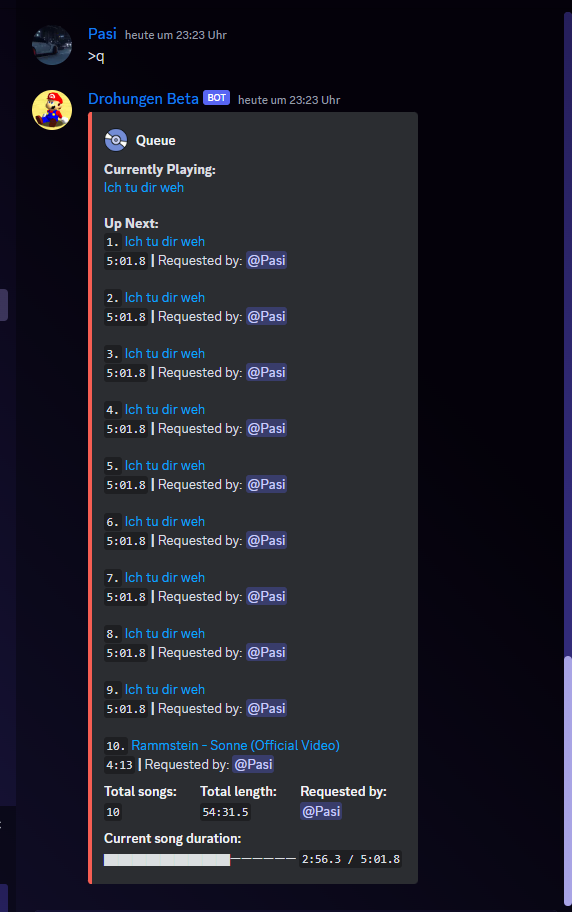 Pasi heute um 23:23 Uhr
>q
Drohungen Beta BOT heute um 23:23 Uhr
Queue
Currently Playing:
Ich tu dir weh
Up Next:
1. Ich tu dir weh
5:01.8 | Requested by: @Pasi
2. Ich tu dir weh
5:01.8 | Requested by: @Pasi
3. Ich tu dir weh
5:01.8 | Requested by: @Pasi
4. Ich tu dir weh
5:01.8 | Requested by: @Pasi
5. Ich tu dir weh
5:01.8 | Requested by: @Pasi
6. Ich tu dir weh
5:01.8 | Requested by: @Pasi
7. Ich tu dir weh
5:01.8 | Requested by: @Pasi
8. Ich tu dir weh
5:01.8 | Requested by: @Pasi
9. Ich tu dir weh
5:01.8 | Requested by: @Pasi
10. Rammstein - Sonne (Official Video)
4:13 | Requested by: @Pasi
Total songs: Total length: Requested by:
10 54:31.5 @Pasi
Current song duration:
2:56.3 / 5:01.8